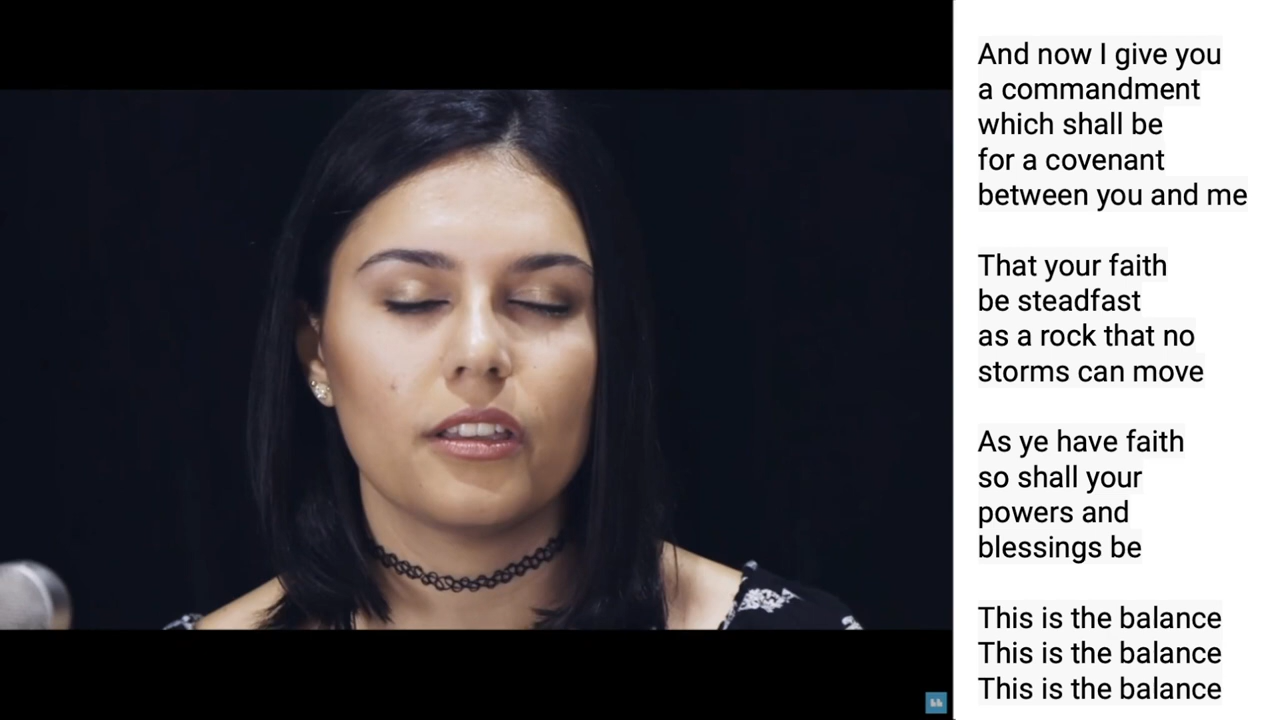 And now I give you
a commandment
which shall be
for a covenant
between you and me
That your faith
be steadfast
as a rock that no
storms can move
As ye have faith
so shall your
powers and
blessings be
This is the balance
This is the balance
This is the balance